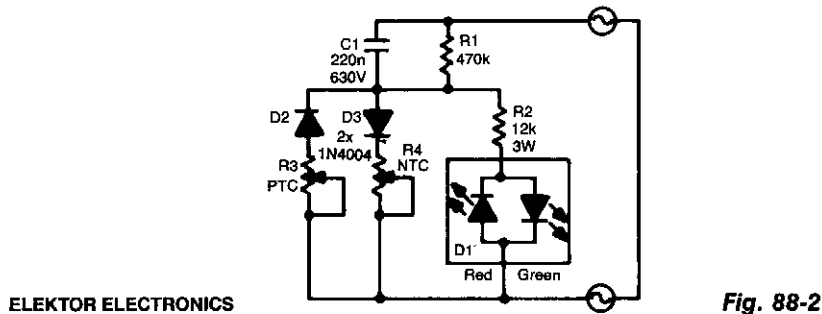 C1
220n
630V
R1
470k
D2
D3
2x
1N4004
R2
12k
3W
R3
PTC
R4
NTC
D1
Red Green
ELEKTOR ELECTRONICS
Fig. 88-2